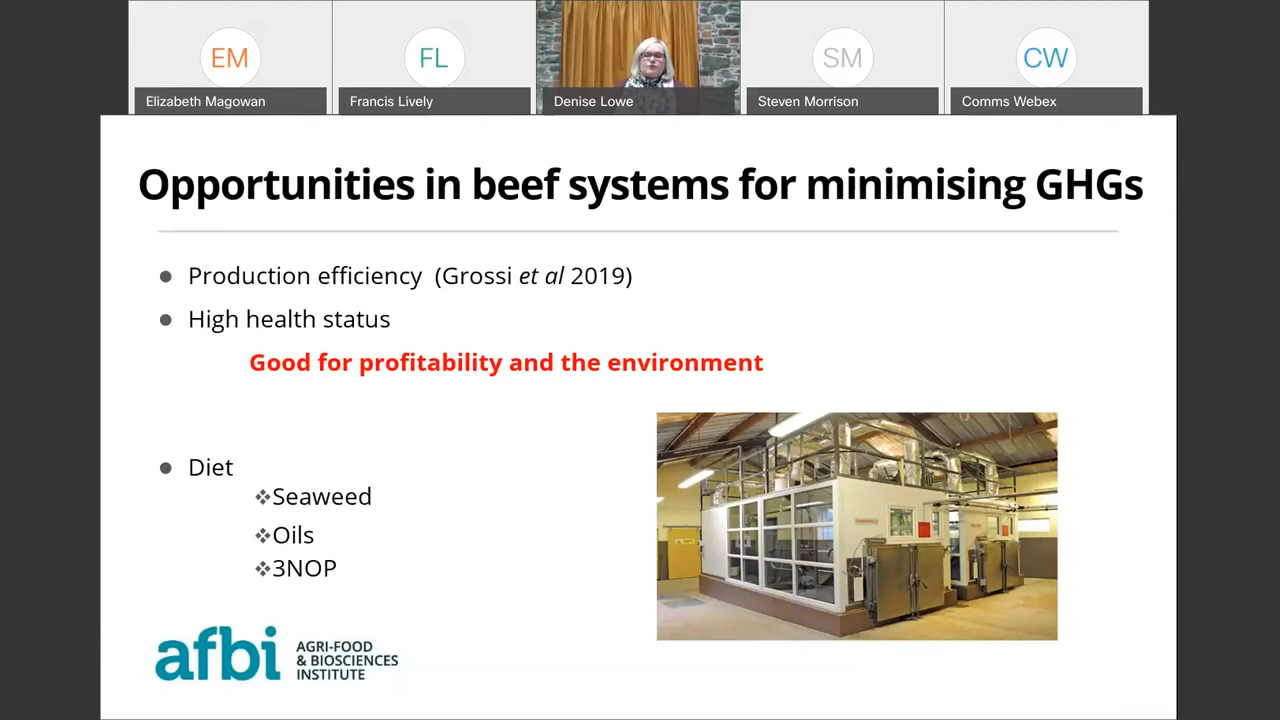 EM
FL
SM
CW
Elizabeth Magowan
Francis Lively
Denise Lowe
Steven Morrison
Comms Webex
Opportunities in beef systems for minimising GHGs
● Production efficiency (Grossi et al 2019)
● High health status
Good for profitability and the environment
● Diet
❖Seaweed
❖Oils
❖3NOP
afbi
AGRI-FOOD
& BIOSCIENCES
INSTITUTE